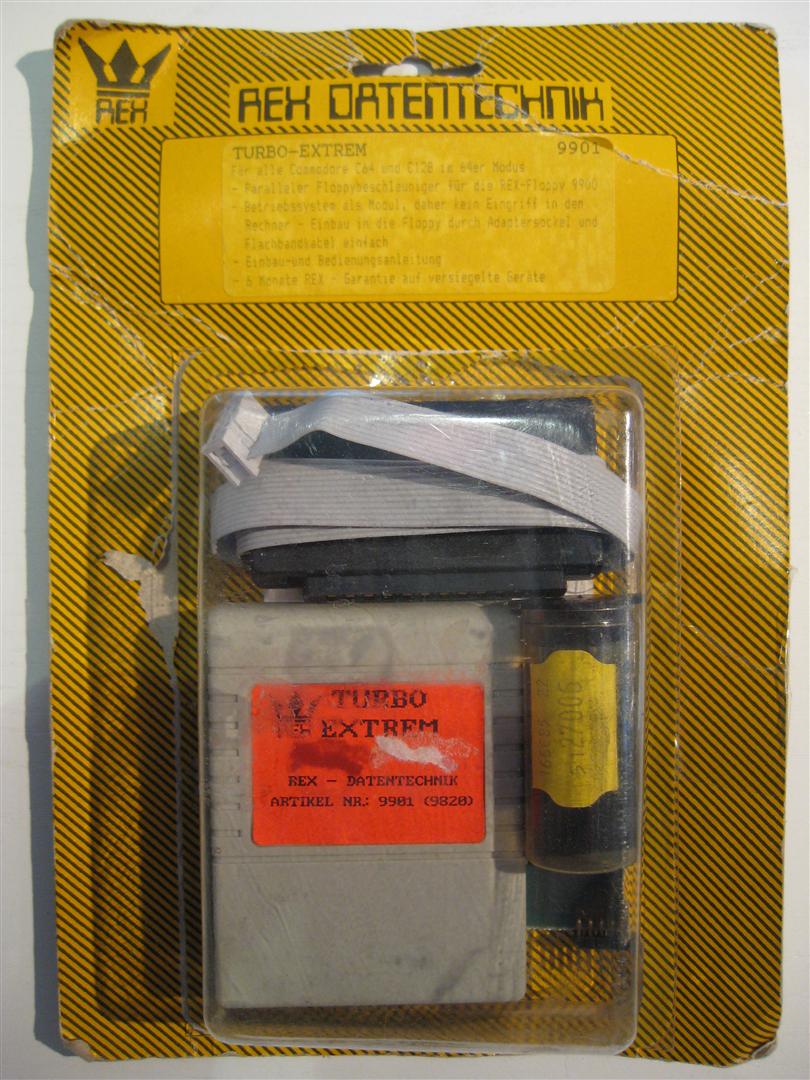 REX
REX DATENTECHNIK
TURBO-EXTREM 9901
Für alle Commodore C64 und C128 im 64er Modus
- Paralleler Floppybeschleuniger für die REX-Floppy 9900
- Betriebssystem als Modul, daher kein Eingriff in den
Rechner - Einbau in die Floppy durch Adaptersockel und
Flachbandkabel einfach
- Einbau-und Bedienungsanleitung
- 6 Monate REX - Garantie auf versiegelte Geräte
REX
TURBO
EXTREM
REX - DATENTECHNIK
ARTIKEL NR.: 9901 (9820)